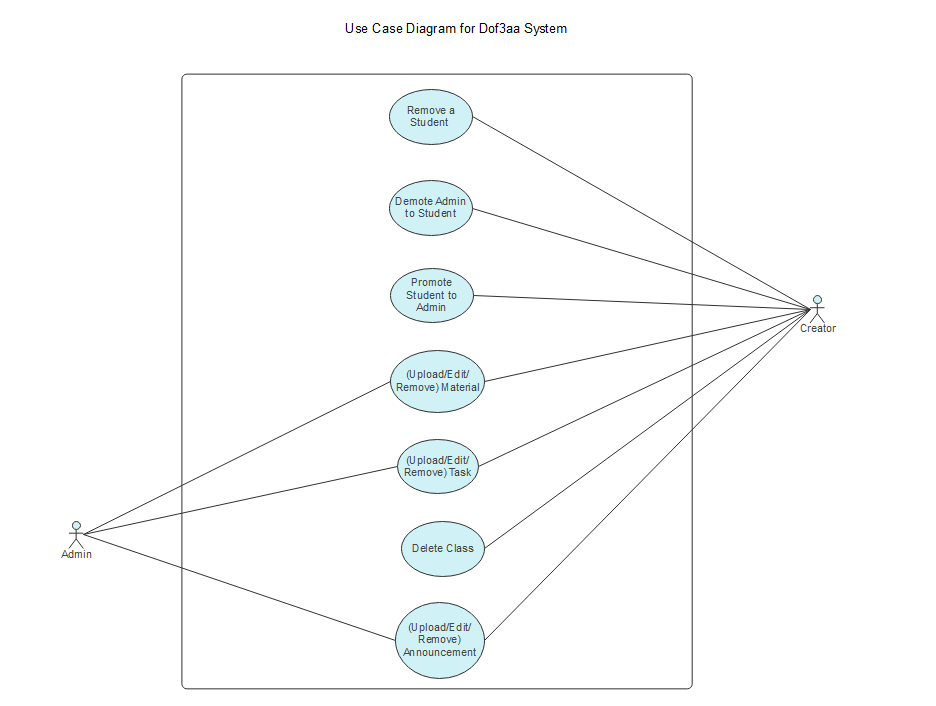 Use Case Diagram for Dof3aa System
Remove a
Student
Demote Admin
to Student
Promote
Student to
Admin
Creator
(Upload/Edit/
Remove) Material
(Upload/Edit/
Remove) Task
Admin
Delete Class
(Upload/Edit/
Remove)
Announcement